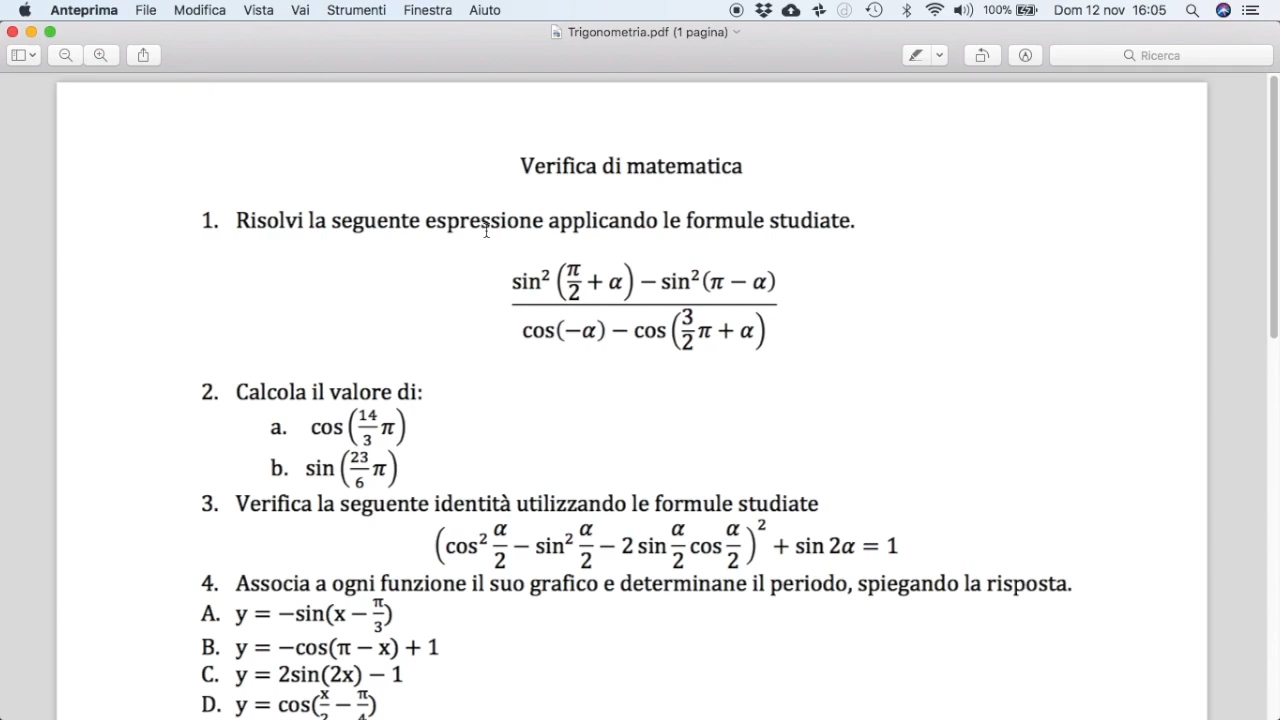 Anteprima File Modifica Vista Vai Strumenti Finestra Aiuto 100% Dom 12 nov 16:05
Trigonometria.pdf (1 pagina)
Ricerca
Verifica di matematica
1. Risolvi la seguente espressione applicando le formule studiate.
sin² (π/2 + α) − sin²(π − α)
cos(−α) − cos (3/2 π + α)
2. Calcola il valore di:
a. cos (14/3 π)
b. sin (23/6 π)
3. Verifica la seguente identità utilizzando le formule studiate
(cos² α/2 − sin² α/2 − 2 sin α/2 cos α/2)² + sin 2α = 1
4. Associa a ogni funzione il suo grafico e determinane il periodo, spiegando la risposta.
A. y = −sin(x − π/3)
B. y = −cos(π − x) + 1
C. y = 2sin(2x) − 1
D. y = cos(x/2 − π/4)